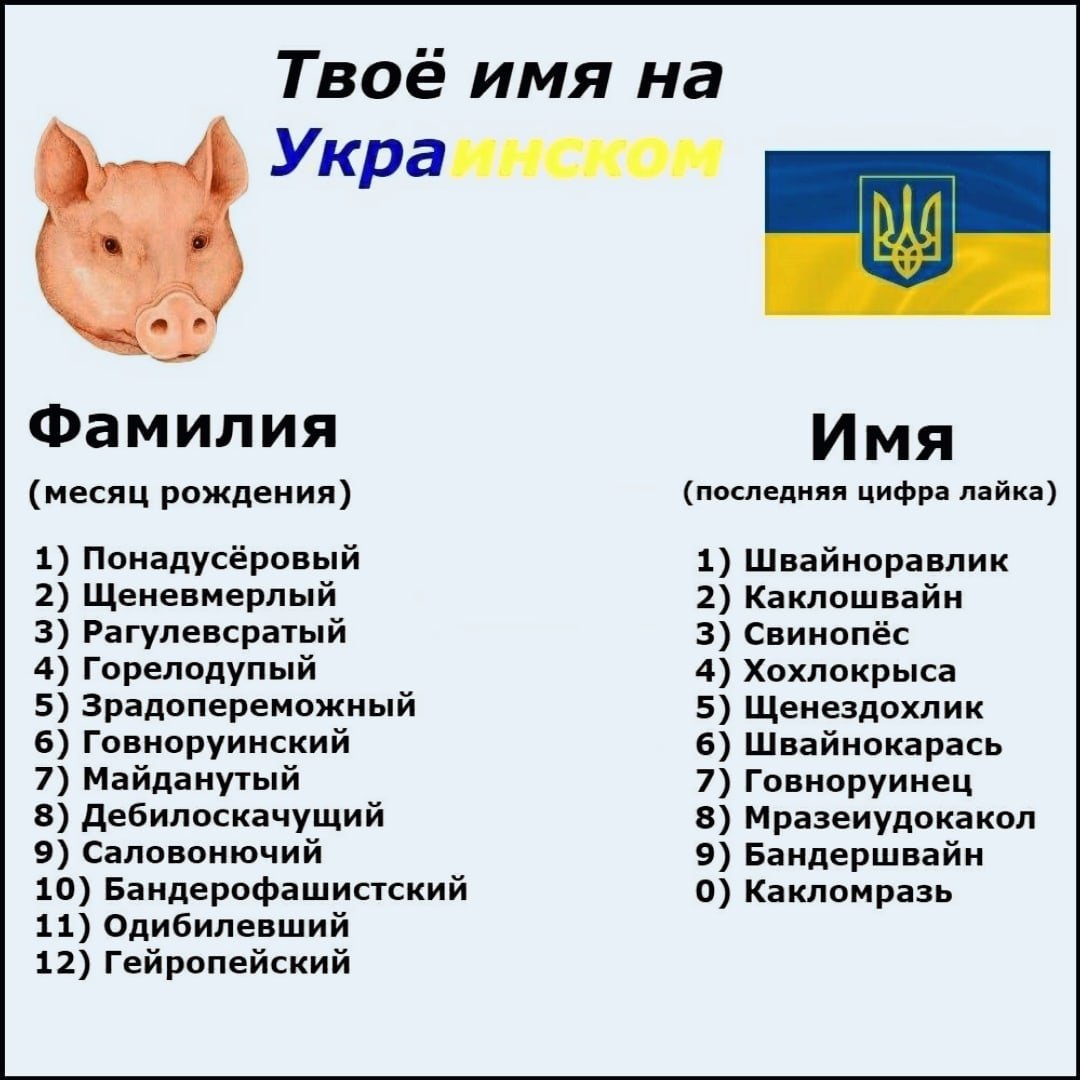 Твоё имя на
Украинском
Фамилия
(месяц рождения)
1) Понадусёровый
2) Щеневмерлый
3) Рагулевсратый
4) Горелодупый
5) Зрадопереможный
6) Говноруинский
7) Майданутый
8) Дебилоскачущий
9) Саловонючий
10) Бандерофашистский
11) Одибилевший
12) Гейропейский
Имя
(последняя цифра лайка)
1) Швайноравлик
2) Каклошвайн
3) Свинопёс
4) Хохлокрыса
5) Щенездохлик
6) Швайнокарась
7) Говноруинец
8) Мразеиудокакол
9) Бандершвайн
0) Какломразь